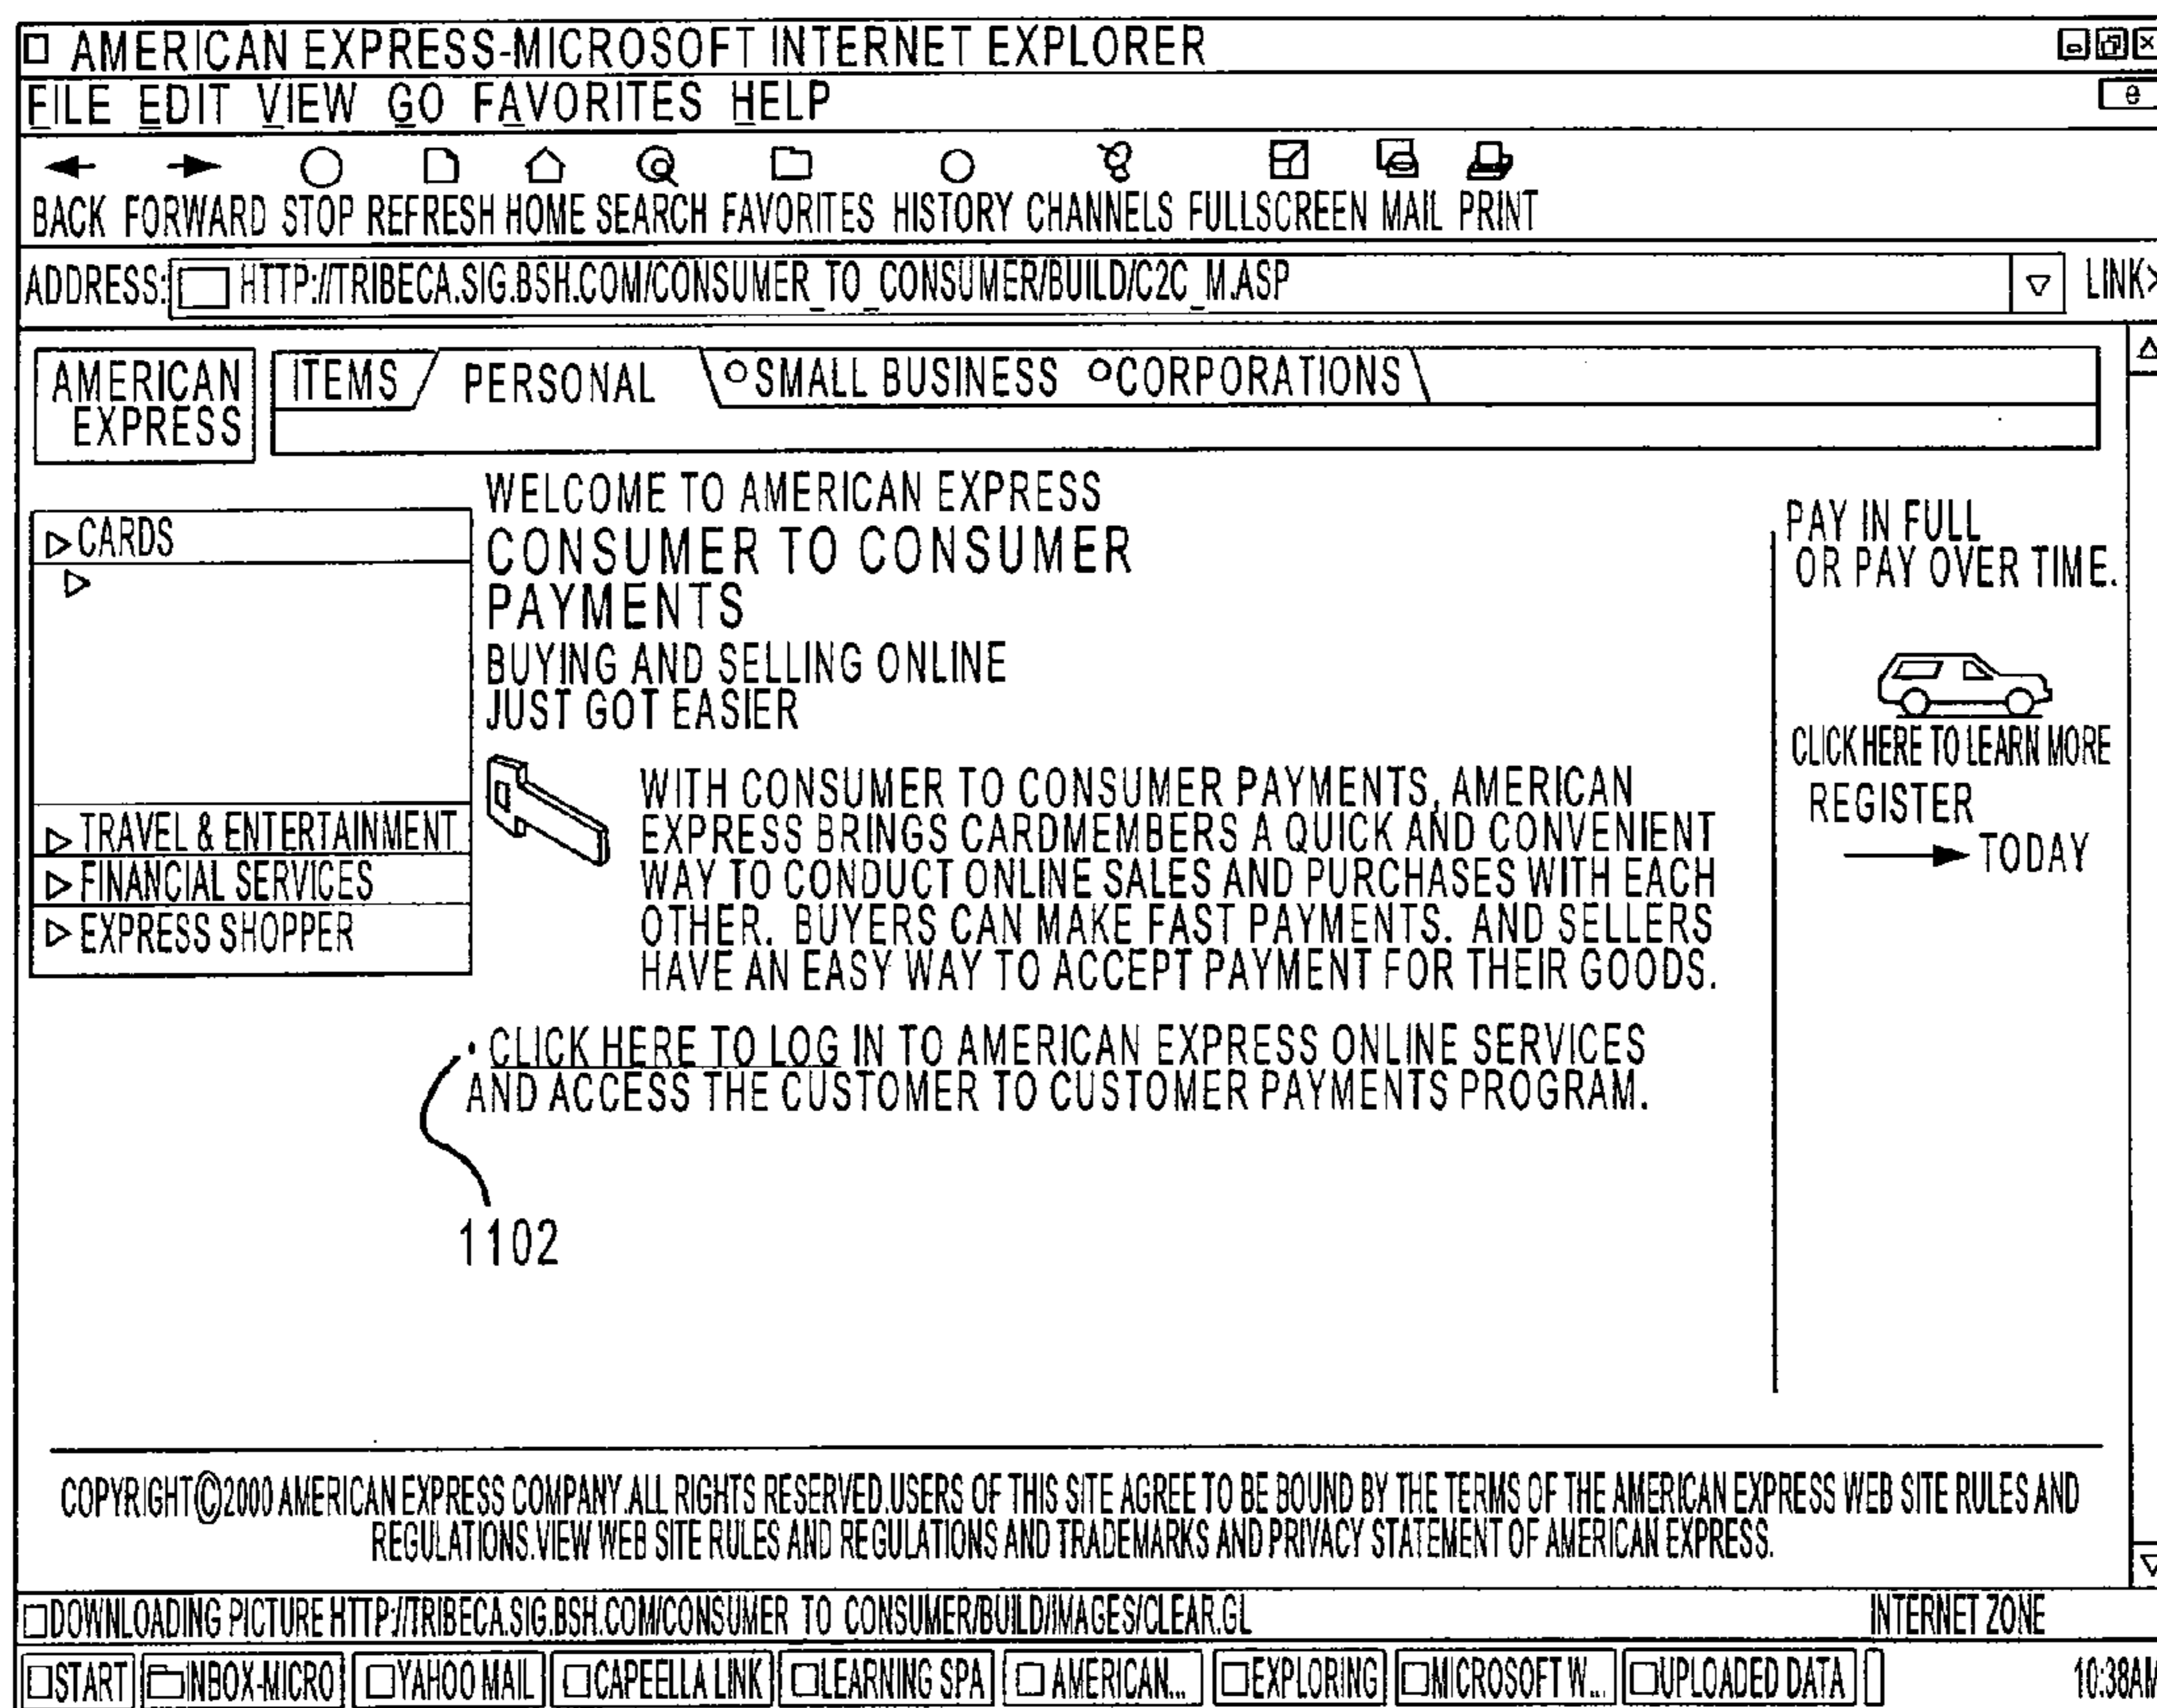 AMERICAN EXPRESS-MICROSOFT INTERNET EXPLORER
FILE EDIT VIEW GO FAVORITES HELP
e
BACK FORWARD STOP REFRESH HOME SEARCH FAVORITES HISTORY CHANNELS FULLSCREEN MAIL PRINT
ADDRESS: HTTP://TRIBECA.SIG.BSH.COM/CONSUMER_TO_CONSUMER/BUILD/C2C_M.ASP LINK>
AMERICAN
EXPRESS
ITEMS PERSONAL SMALL BUSINESS CORPORATIONS
CARDS
TRAVEL & ENTERTAINMENT
FINANCIAL SERVICES
EXPRESS SHOPPER
WELCOME TO AMERICAN EXPRESS
CONSUMER TO CONSUMER
PAYMENTS
BUYING AND SELLING ONLINE
JUST GOT EASIER
WITH CONSUMER TO CONSUMER PAYMENTS, AMERICAN
EXPRESS BRINGS CARDMEMBERS A QUICK AND CONVENIENT
WAY TO CONDUCT ONLINE SALES AND PURCHASES WITH EACH
OTHER. BUYERS CAN MAKE FAST PAYMENTS. AND SELLERS
HAVE AN EASY WAY TO ACCEPT PAYMENT FOR THEIR GOODS.
• CLICK HERE TO LOG IN TO AMERICAN EXPRESS ONLINE SERVICES
AND ACCESS THE CUSTOMER TO CUSTOMER PAYMENTS PROGRAM.
1102
PAY IN FULL
OR PAY OVER TIME.
CLICK HERE TO LEARN MORE
REGISTER
TODAY
COPYRIGHT©2000 AMERICAN EXPRESS COMPANY.ALL RIGHTS RESERVED.USERS OF THIS SITE AGREE TO BE BOUND BY THE TERMS OF THE AMERICAN EXPRESS WEB SITE RULES AND
REGULATIONS.VIEW WEB SITE RULES AND REGULATIONS AND TRADEMARKS AND PRIVACY STATEMENT OF AMERICAN EXPRESS.
DOWNLOADING PICTURE HTTP://TRIBECA.SIG.BSH.COM/CONSUMER TO CONSUMER/BUILD/IMAGES/CLEAR.GL INTERNET ZONE
START INBOX-MICRO YAHOO MAIL CAPEELLA LINK LEARNING SPA AMERICAN... EXPLORING MICROSOFT W... UPLOADED DATA 10:38AM